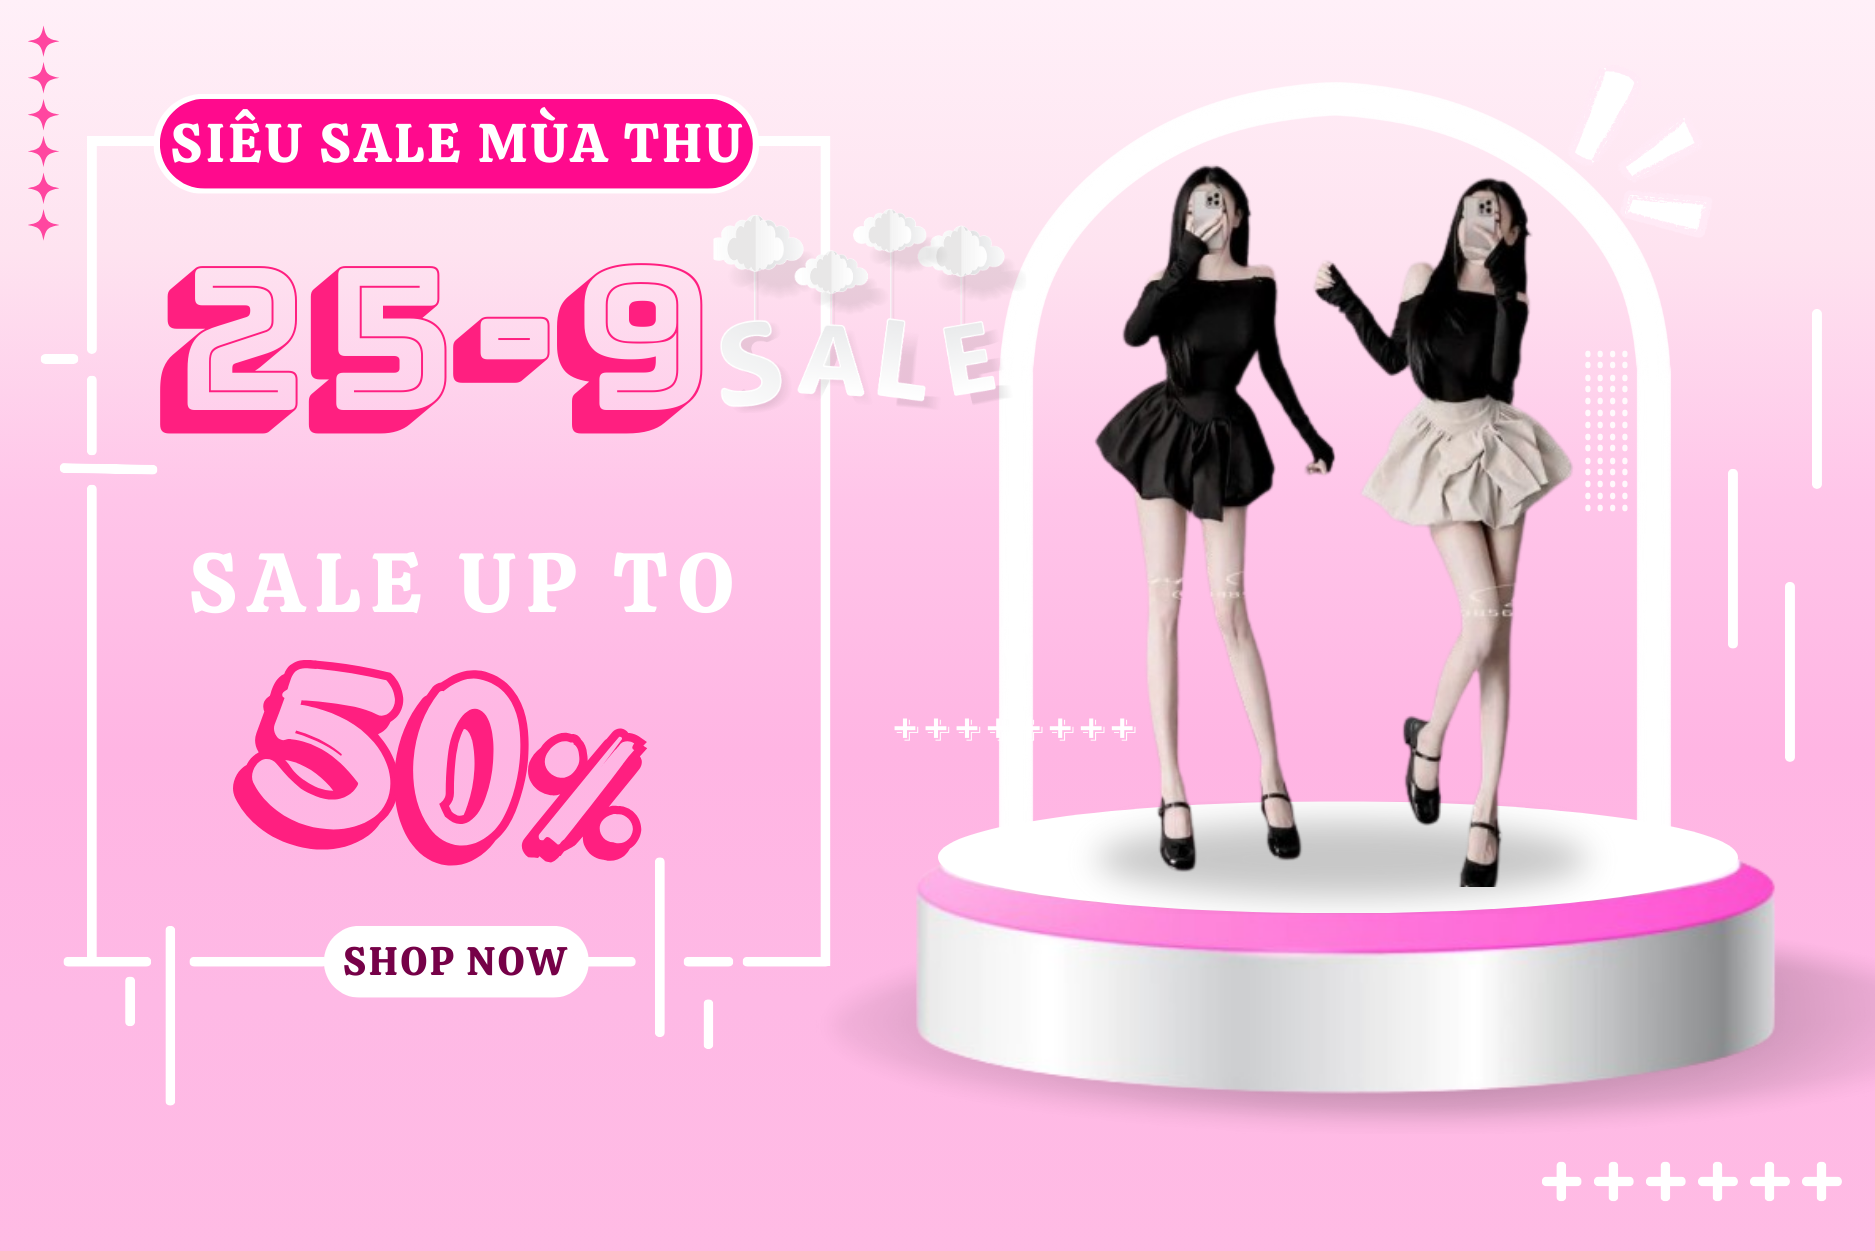 SIÊU SALE MÙA THU
25-9
SALE
SALE UP TO
50%
SHOP NOW